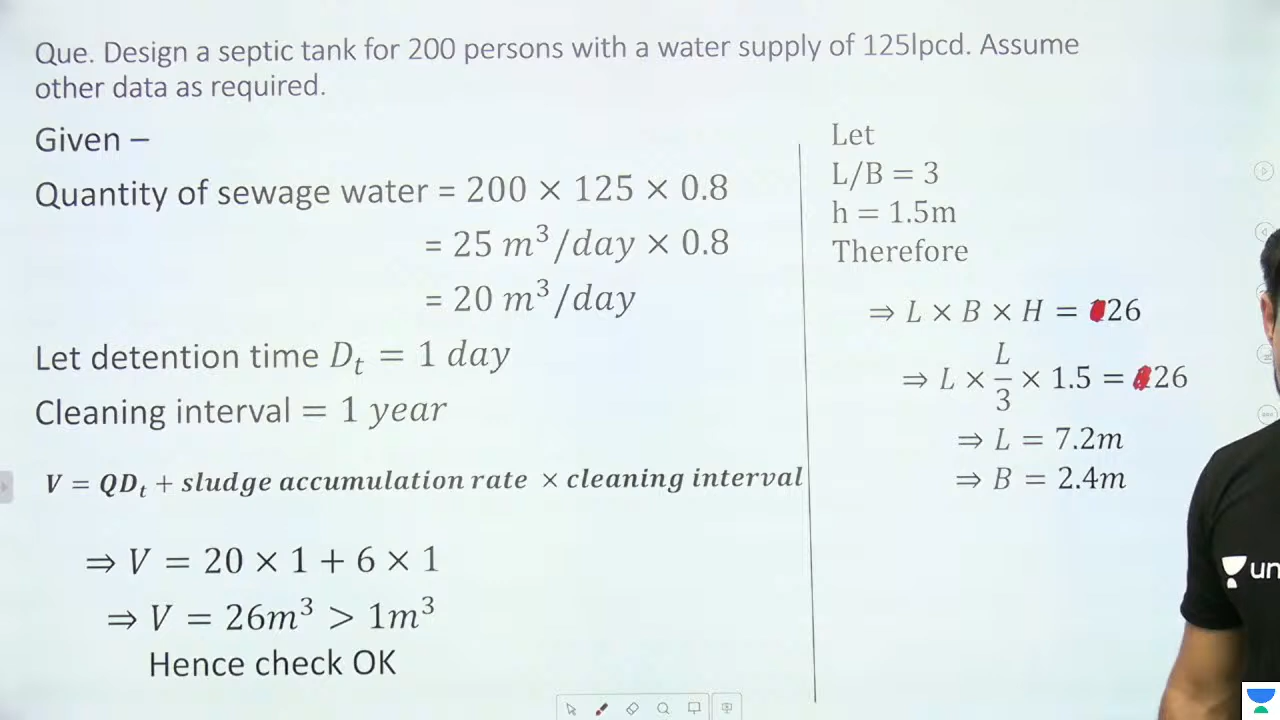 Que. Design a septic tank for 200 persons with a water supply of 125lpcd. Assume
other data as required.
Given –
Quantity of sewage water = 200 × 125 × 0.8
= 25 m³/day × 0.8
= 20 m³/day
Let detention time Dₜ = 1 day
Cleaning interval = 1 year
V = QDₜ + sludge accumulation rate × cleaning interval
⇒ V = 20 × 1 + 6 × 1
⇒ V = 26m³ > 1m³
Hence check OK
Let
L/B = 3
h = 1.5m
Therefore
⇒ L × B × H = 26
⇒ L × L/3 × 1.5 = 26
⇒ L = 7.2m
⇒ B = 2.4m
un